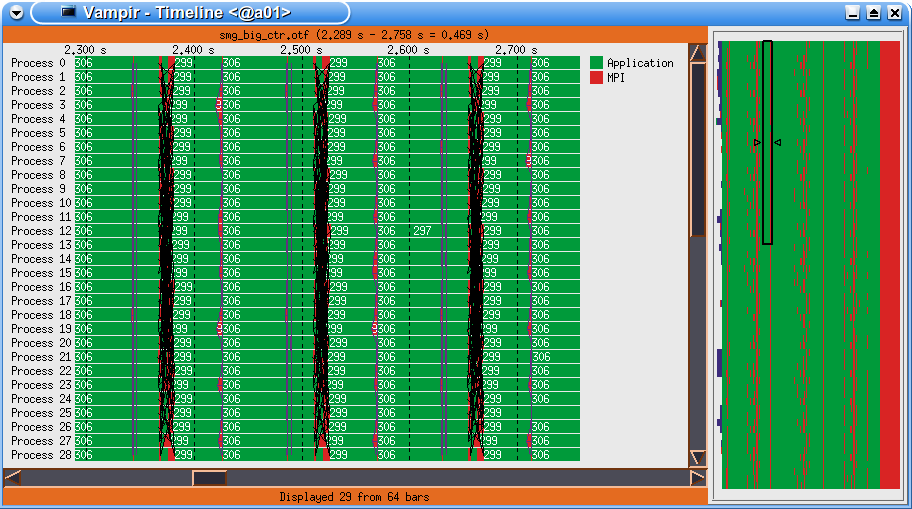 Vampir - Timeline <@a01>
smg_big_ctr.otf (2.289 s - 2.758 s = 0.469 s)
2.300 s 2.400 s 2.500 s 2.600 s 2.700 s
Process 0 306 299 306 299 306 299 306 Application
Process 1 306 299 306 299 306 299 306 MPI
Process 2 306 299 306 299 306 299 306
Process 3 306 299 306 299 306 299 306
Process 4 306 299 306 299 306 299 306
Process 5 306 299 306 299 306 299 306
Process 6 306 299 306 299 306 299 306
Process 7 306 299 306 299 306 299 306
Process 8 306 299 306 299 306 299 306
Process 9 306 299 306 299 306 299 306
Process 10 306 299 306 299 306 299 306
Process 11 306 299 306 299 306 299 306
Process 12 306 299 306 299 306 297 299 306
Process 13 306 299 306 299 306 299 306
Process 14 306 299 306 299 306 299 306
Process 15 306 299 306 299 306 299 306
Process 16 306 299 306 299 306 299 306
Process 17 306 299 306 299 306 299 306
Process 18 306 299 306 299 306 299 306
Process 19 306 299 306 299 306 299 306
Process 20 306 299 306 299 306 299 306
Process 21 306 299 306 299 306 299 306
Process 22 306 299 306 299 306 299 306
Process 23 306 299 306 299 306 299 306
Process 24 306 299 306 299 306 299 306
Process 25 306 299 306 299 306 299
Process 26 306 299 306 299 306 299 306
Process 27 306 299 306 299 306 299 306
Process 28 306 299 306 299 306 299 306
Displayed 29 from 64 bars